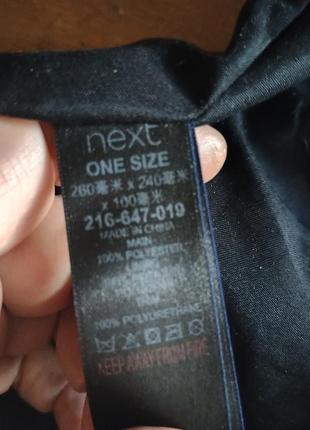 next
ONE SIZE
260毫米 x 240毫米
x 100毫米
216-647-019
MADE IN CHINA
MAIN
100% POLYESTER
TRIM
100% POLYURETHANE
KEEP AWAY FROM FIRE